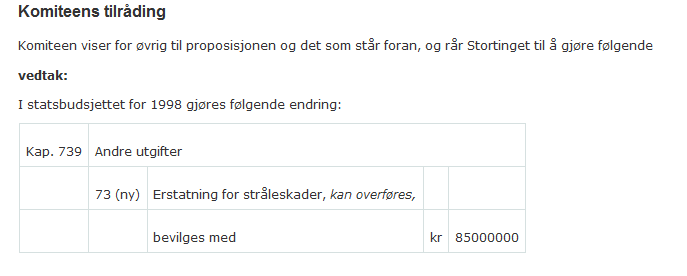 Komiteens tilråding
Komiteen viser for øvrig til proposisjonen og det som står foran, og rår Stortinget til å gjøre følgende
vedtak:
I statsbudsjettet for 1998 gjøres følgende endring:
Kap. 739 Andre utgifter
73 (ny) Erstatning for stråleskader, kan overføres,
bevilges med kr 85000000